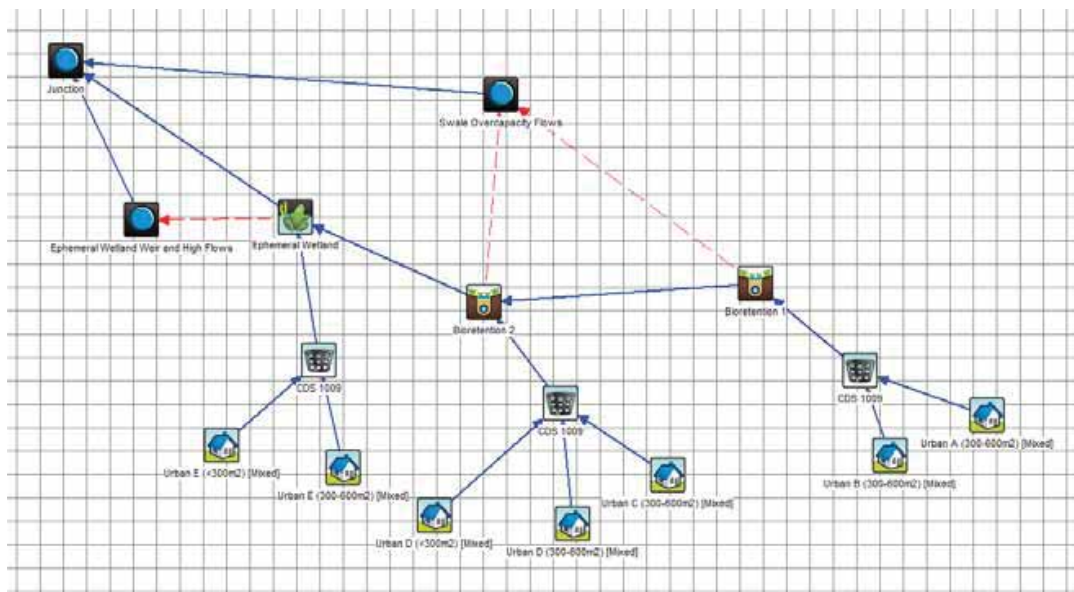 Junction
Swale Overcapacity Flows
Ephemeral Wetland Weir and High Flows
Ephemeral Wetland
Bioretention 2
Bioretention 1
CDS 1009
CDS 1009
CDS 1009
Urban E (<300m2) [Mixed]
Urban E (300-600m2) [Mixed]
Urban D (<300m2) [Mixed]
Urban D (300-600m2) [Mixed]
Urban C (300-600m2) [Mixed]
Urban B (300-600m2) [Mixed]
Urban A (300-600m2) [Mixed]